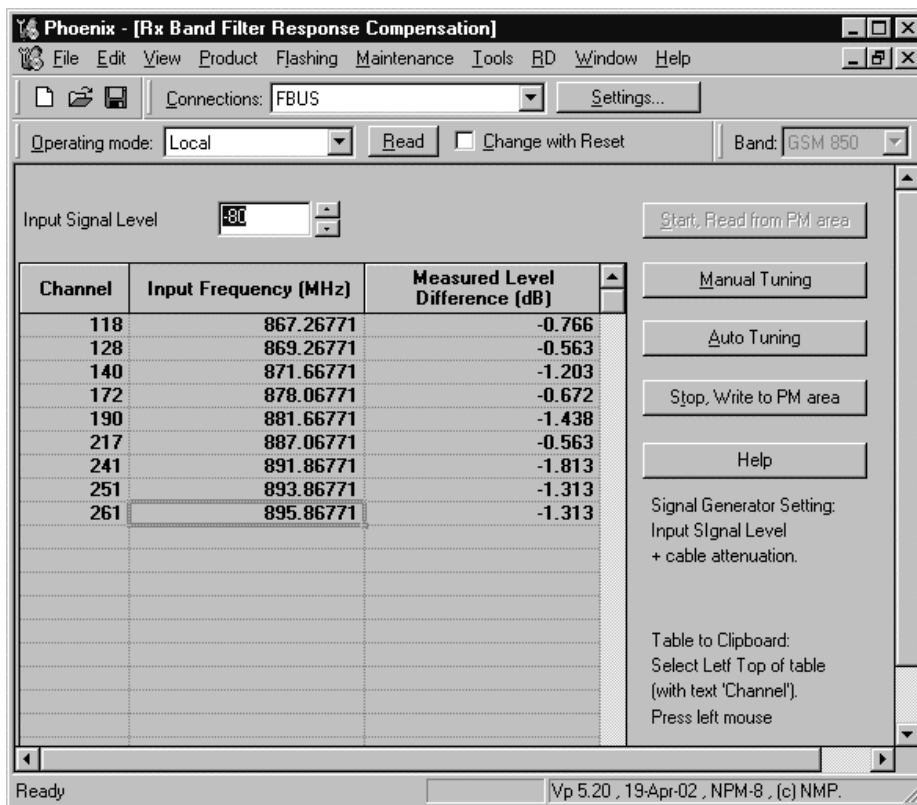 Phoenix - [Rx Band Filter Response Compensation]
File Edit View Product Flashing Maintenance Tools RD Window Help
Connections: FBUS Settings...
Operating mode: Local Read Change with Reset Band: GSM 850
Input Signal Level -80 Start, Read from PM area
Channel Input Frequency (MHz) Measured Level Difference (dB)
118 867.26771 -0.766
128 869.26771 -0.563
140 871.66771 -1.203
172 878.06771 -0.672
190 881.66771 -1.438
217 887.06771 -0.563
241 891.86771 -1.813
251 893.86771 -1.313
261 895.86771 -1.313
Manual Tuning
Auto Tuning
Stop, Write to PM area
Help
Signal Generator Setting:
Input SIgnal Level
+ cable attenuation.
Table to Clipboard:
Select Letf Top of table
(with text 'Channel').
Press left mouse
Ready Vp 5.20 , 19-Apr-02 , NPM-8 , (c) NMP.